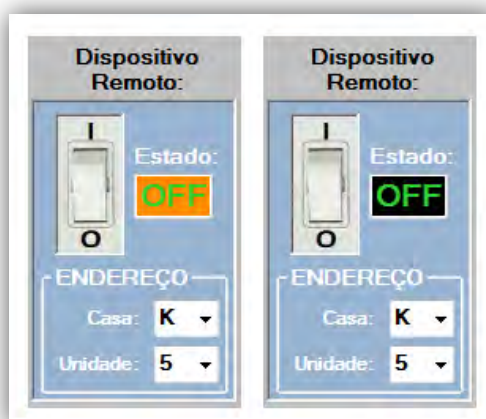 Dispositivo
Remoto:
I
Estado:
OFF
O
ENDEREÇO
Casa: K
Unidade: 5
Dispositivo
Remoto:
I
Estado:
OFF
O
ENDEREÇO
Casa: K
Unidade: 5